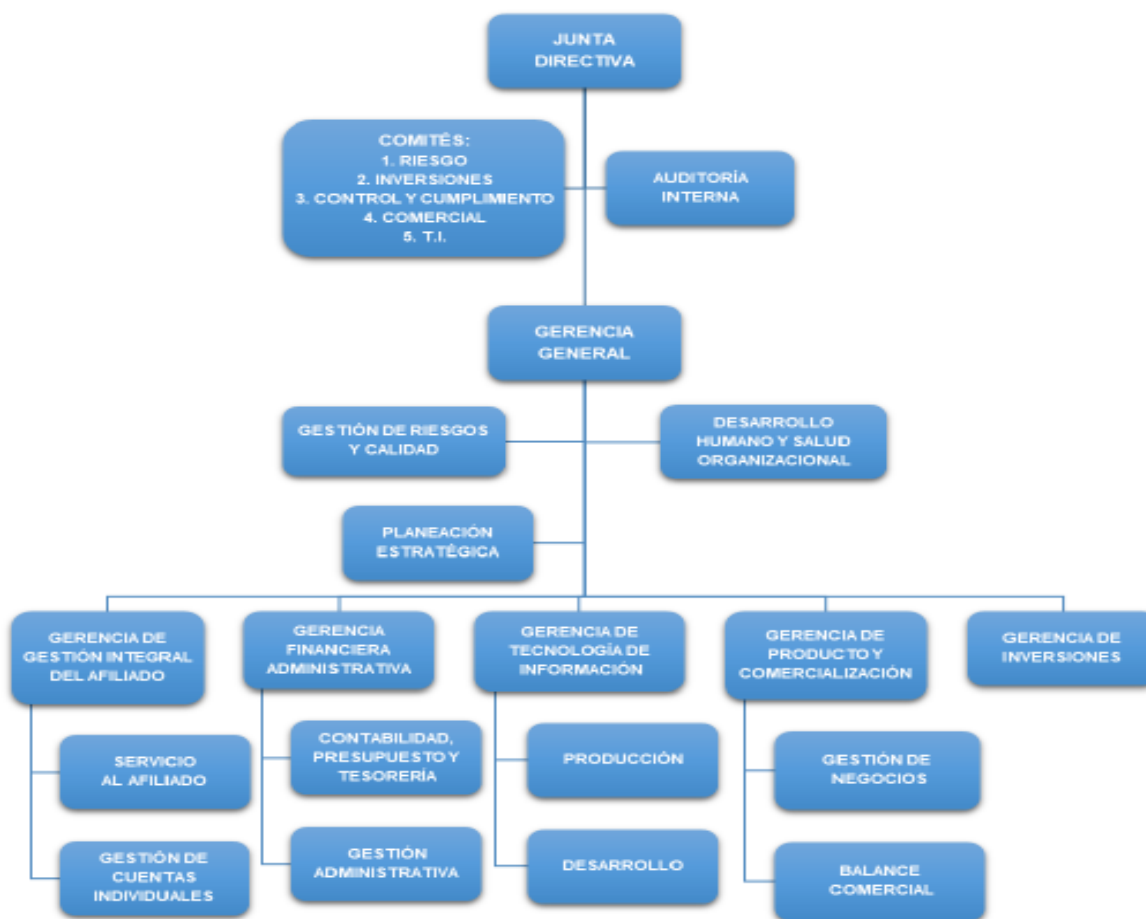 JUNTA
DIRECTIVA
COMITÉS:
1. RIESGO
2. INVERSIONES
3. CONTROL Y CUMPLIMIENTO
4. COMERCIAL
5. T.I.
AUDITORÍA
INTERNA
GERENCIA
GENERAL
GESTIÓN DE RIESGOS
Y CALIDAD
DESARROLLO
HUMANO Y SALUD
ORGANIZACIONAL
PLANEACIÓN
ESTRATÉGICA
GERENCIA DE
GESTIÓN INTEGRAL
DEL AFILIADO
GERENCIA
FINANCIERA
ADMINISTRATIVA
GERENCIA DE
TECNOLOGÍA DE
INFORMACIÓN
GERENCIA DE
PRODUCTO Y
COMERCIALIZACIÓN
GERENCIA DE
INVERSIONES
SERVICIO
AL AFILIADO
CONTABILIDAD,
PRESUPUESTO Y
TESORERÍA
PRODUCCIÓN
GESTIÓN DE
NEGOCIOS
GESTIÓN DE
CUENTAS
INDIVIDUALES
GESTIÓN
ADMINISTRATIVA
DESARROLLO
BALANCE
COMERCIAL